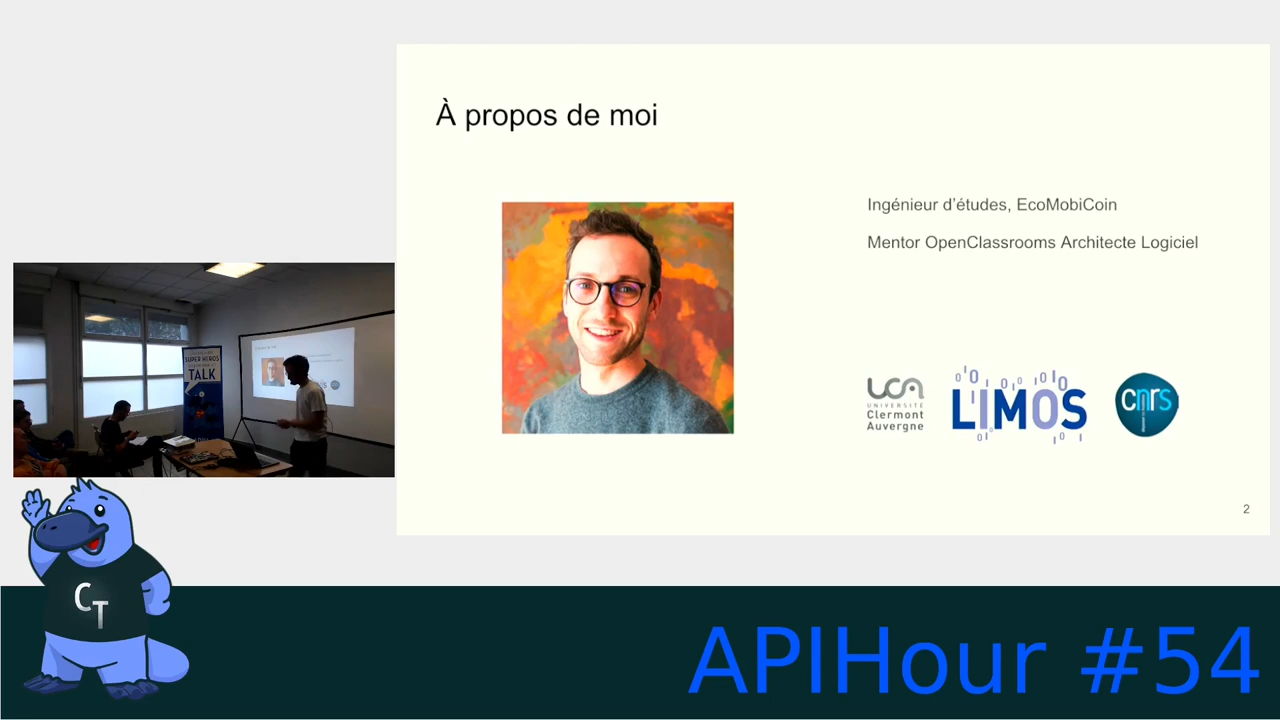 À propos de moi
Ingénieur d'études, EcoMobiCoin
Mentor OpenClassrooms Architecte Logiciel
uca
UNIVERSITÉ
Clermont
Auvergne
LIMOS
cnrs
2
SUPER HEROS
TALK
CT
APIHour #54